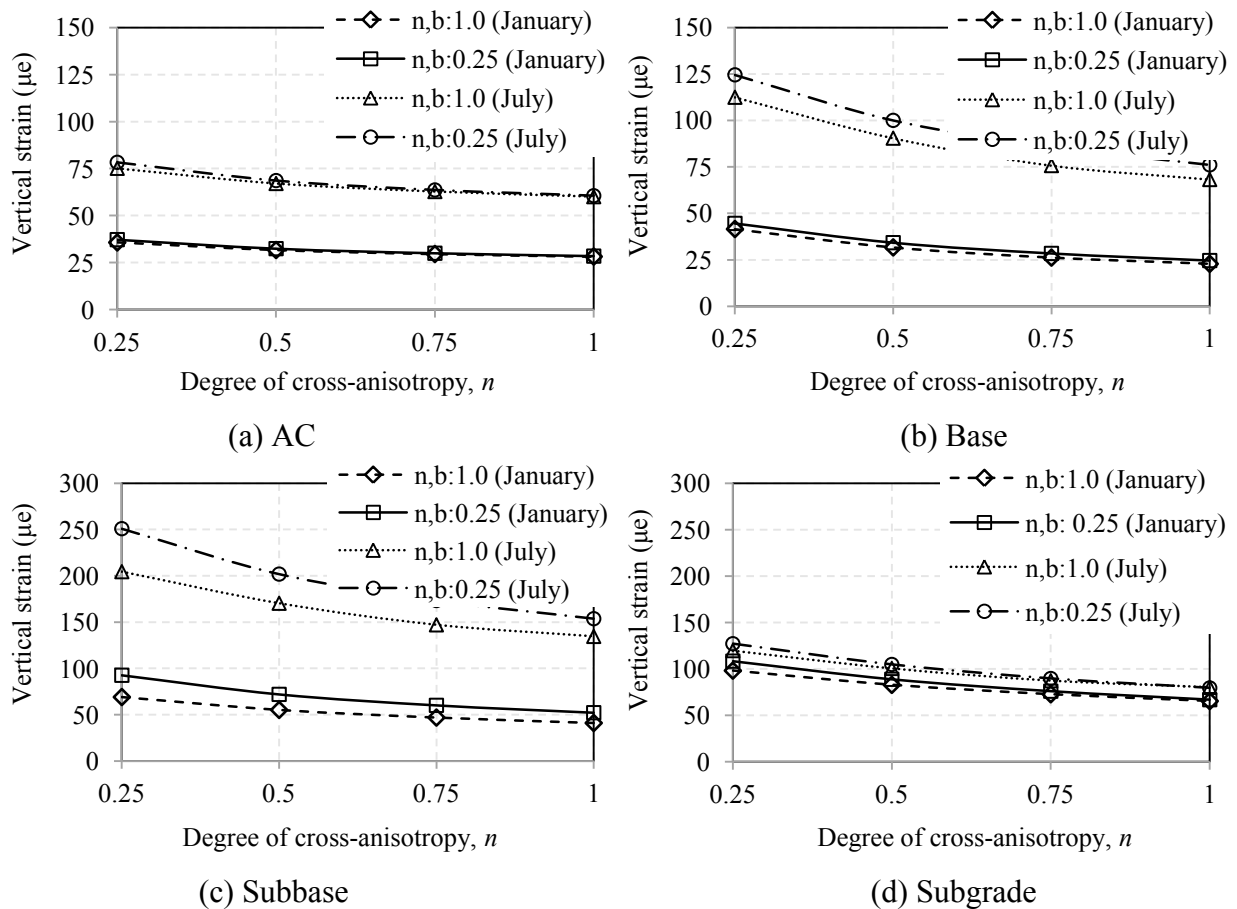 n,b:1.0 (January)
n,b:0.25 (January)
n,b:1.0 (July)
n,b:0.25 (July)
150
125
100
75
50
25
0
Vertical strain (µe)
0.25 0.5 0.75 1
Degree of cross-anisotropy, n
(a) AC
n,b:1.0 (January)
n,b:0.25 (January)
n,b:1.0 (July)
n,b:0.25 (July)
150
125
100
75
50
25
0
Vertical strain (µe)
0.25 0.5 0.75 1
Degree of cross-anisotropy, n
(b) Base
n,b:1.0 (January)
n,b:0.25 (January)
n,b:1.0 (July)
n,b:0.25 (July)
300
250
200
150
100
50
0
Vertical strain (µe)
0.25 0.5 0.75 1
Degree of cross-anisotropy, n
(c) Subbase
n,b:1.0 (January)
n,b: 0.25 (January)
n,b:1.0 (July)
n,b:0.25 (July)
300
250
200
150
100
50
0
Vertical strain (µe)
0.25 0.5 0.75 1
Degree of cross-anisotropy, n
(d) Subgrade